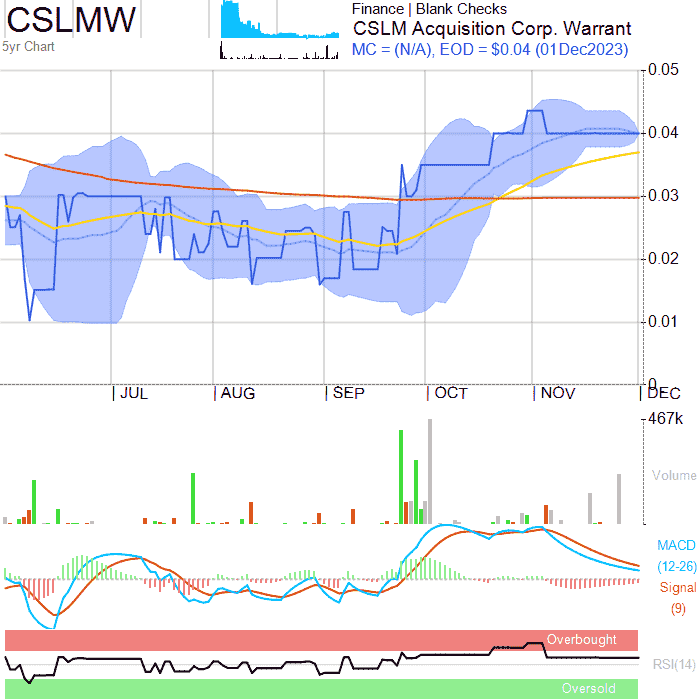 CSLMW
5yr Chart
Finance | Blank Checks
CSLM Acquisition Corp. Warrant
MC = (N/A), EOD = $0.04 (01Dec2023)
0.05
0.04
0.03
0.02
0.01
0
JUL AUG SEP OCT NOV DEC
467k
Volume
MACD
(12-26)
Signal
(9)
Overbought
RSI(14)
Oversold